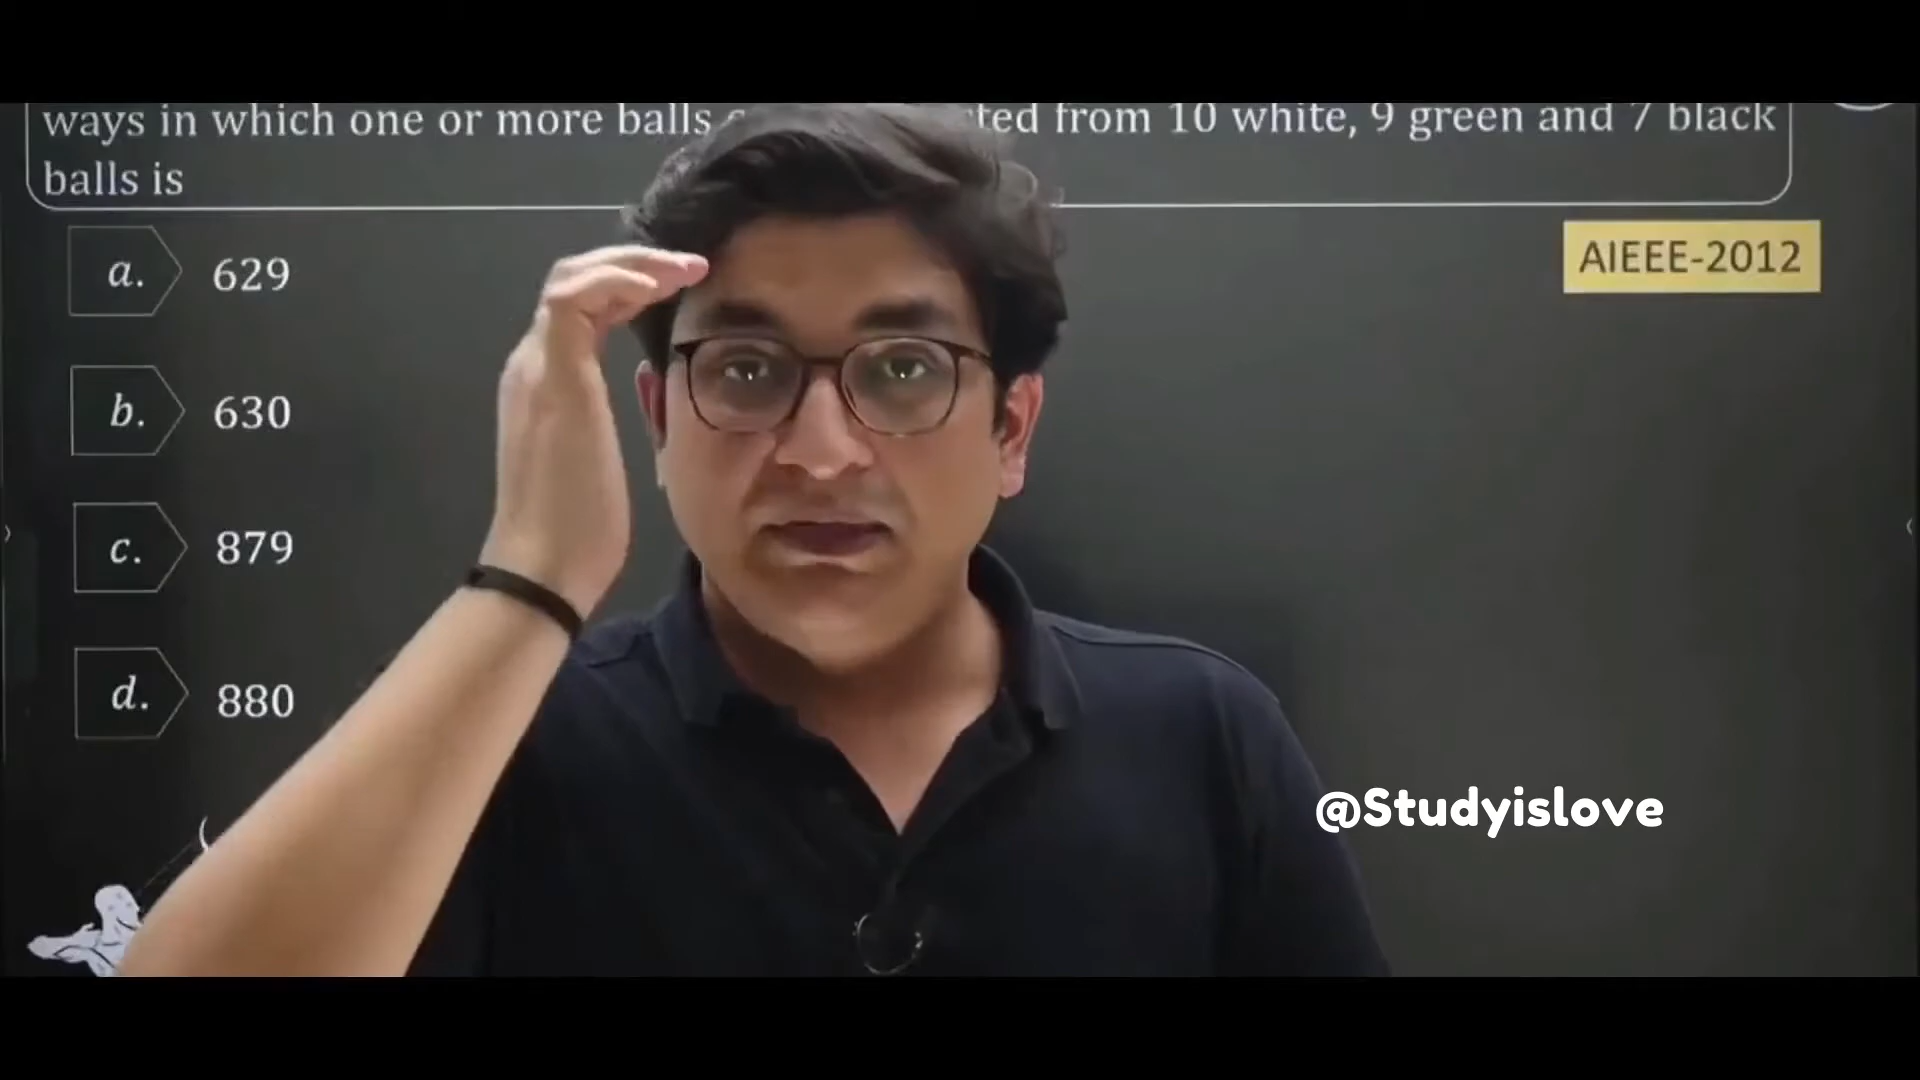 ways in which one or more balls ted from 10 white, 9 green and 7 black
balls is
AIEEE-2012
a. 629
b. 630
c. 879
d. 880
@Studyislove